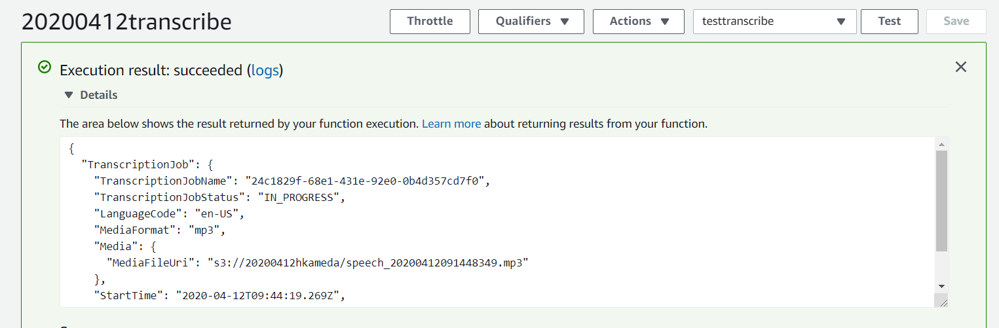 20200412transcribe
Throttle
Qualifiers
Actions
testtranscribe
Test
Save
Execution result: succeeded (logs)
Details
The area below shows the result returned by your function execution. Learn more about returning results from your function.
{
"TranscriptionJob": {
"TranscriptionJobName": "24c1829f-68e1-431e-92e0-0b4d357cd7f0",
"TranscriptionJobStatus": "IN_PROGRESS",
"LanguageCode": "en-US",
"MediaFormat": "mp3",
"Media": {
"MediaFileUri": "s3://20200412hkameda/speech_20200412091448349.mp3"
},
"StartTime": "2020-04-12T09:44:19.269Z",